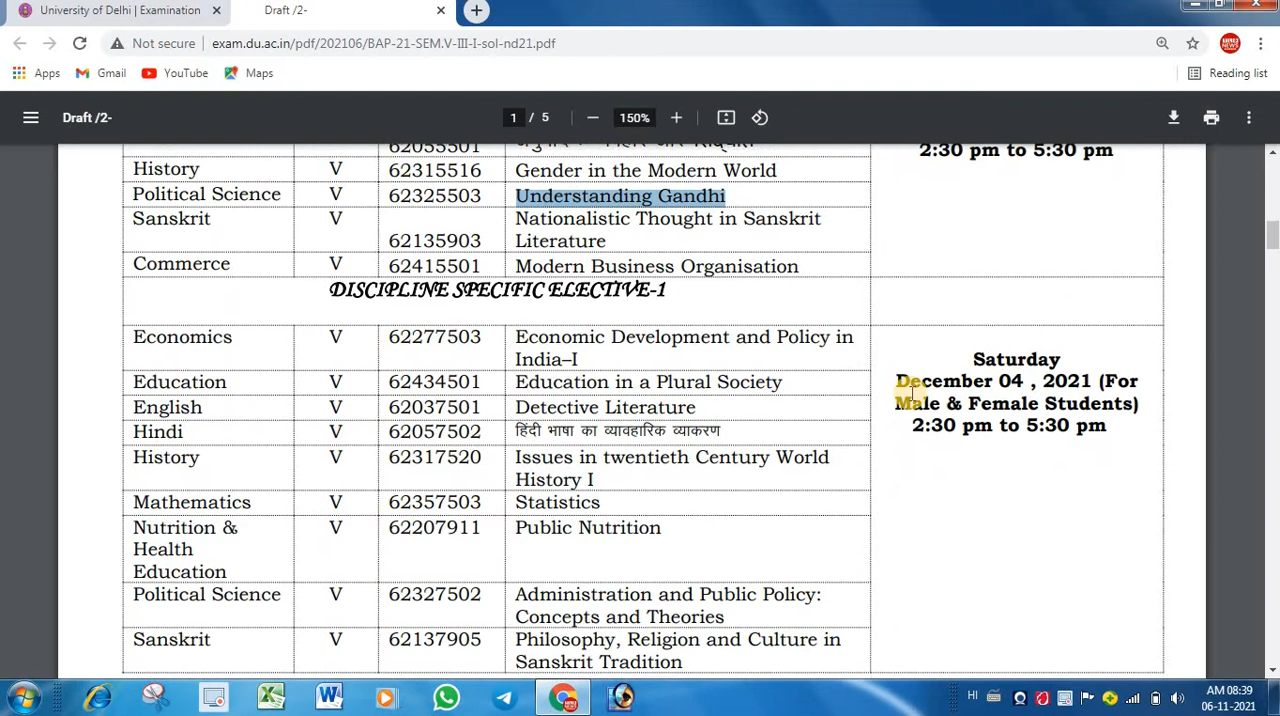 University of Delhi | Examination
Draft /2-
Not secure
exam.du.ac.in/pdf/202106/BAP-21-SEM.V-III-I-sol-nd21.pdf
Apps
Gmail
YouTube
Maps
Reading list
Draft /2-
1 / 5
150%
62055501
2:30 pm to 5:30 pm
History V 62315516 Gender in the Modern World
Political Science V 62325503 Understanding Gandhi
Sanskrit V 62135903 Nationalistic Thought in Sanskrit
Literature
Commerce V 62415501 Modern Business Organisation
DISCIPLINE SPECIFIC ELECTIVE-1
Economics V 62277503 Economic Development and Policy in
India–I
Education V 62434501 Education in a Plural Society
English V 62037501 Detective Literature
Hindi V 62057502 हिंदी भाषा का व्यावहारिक व्याकरण
History V 62317520 Issues in twentieth Century World
History I
Mathematics V 62357503 Statistics
Nutrition & V 62207911 Public Nutrition
Health
Education
Political Science V 62327502 Administration and Public Policy:
Concepts and Theories
Sanskrit V 62137905 Philosophy, Religion and Culture in
Sanskrit Tradition
Saturday
December 04 , 2021 (For
Male & Female Students)
2:30 pm to 5:30 pm
HI
AM 08:39
06-11-2021